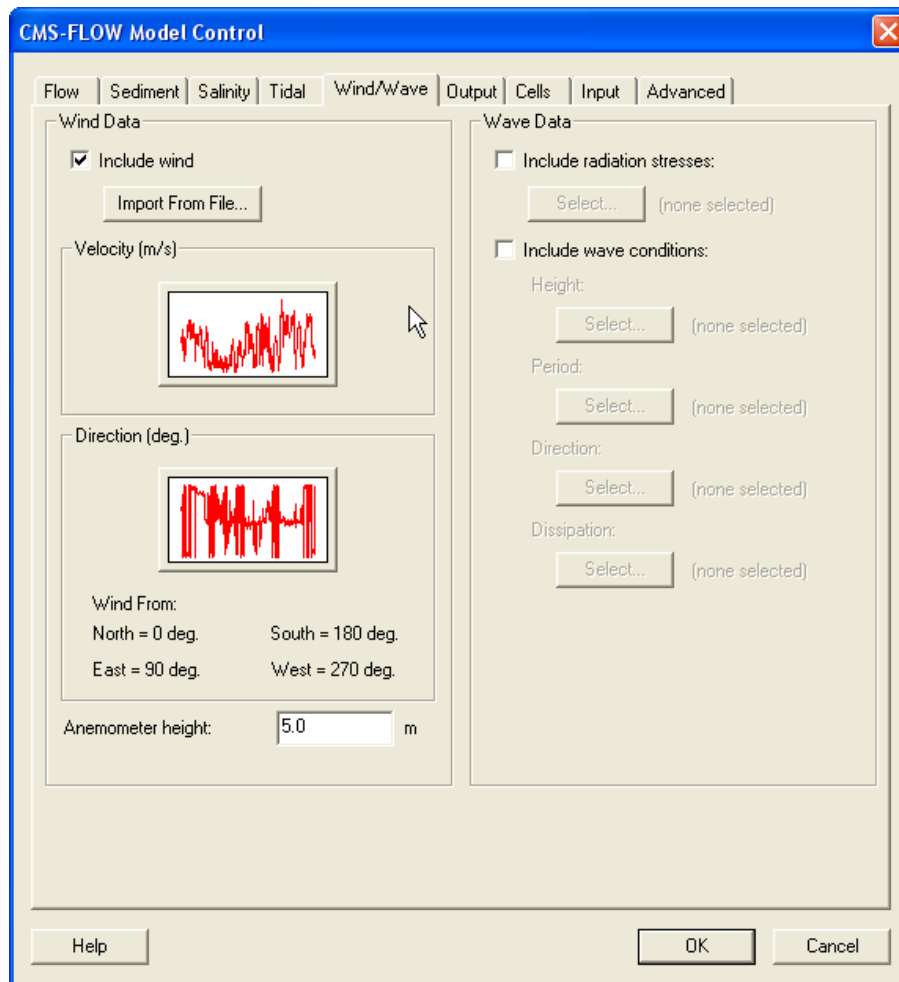 CMS-FLOW Model Control
Flow Sediment Salinity Tidal Wind/Wave Output Cells Input Advanced
Wind Data
Include wind
Import From File...
Velocity (m/s)
Direction (deg.)
Wind From:
North = 0 deg. South = 180 deg.
East = 90 deg. West = 270 deg.
Anemometer height: 5.0 m
Wave Data
Include radiation stresses:
Select... (none selected)
Include wave conditions:
Height:
Select... (none selected)
Period:
Select... (none selected)
Direction:
Select... (none selected)
Dissipation:
Select... (none selected)
Help OK Cancel